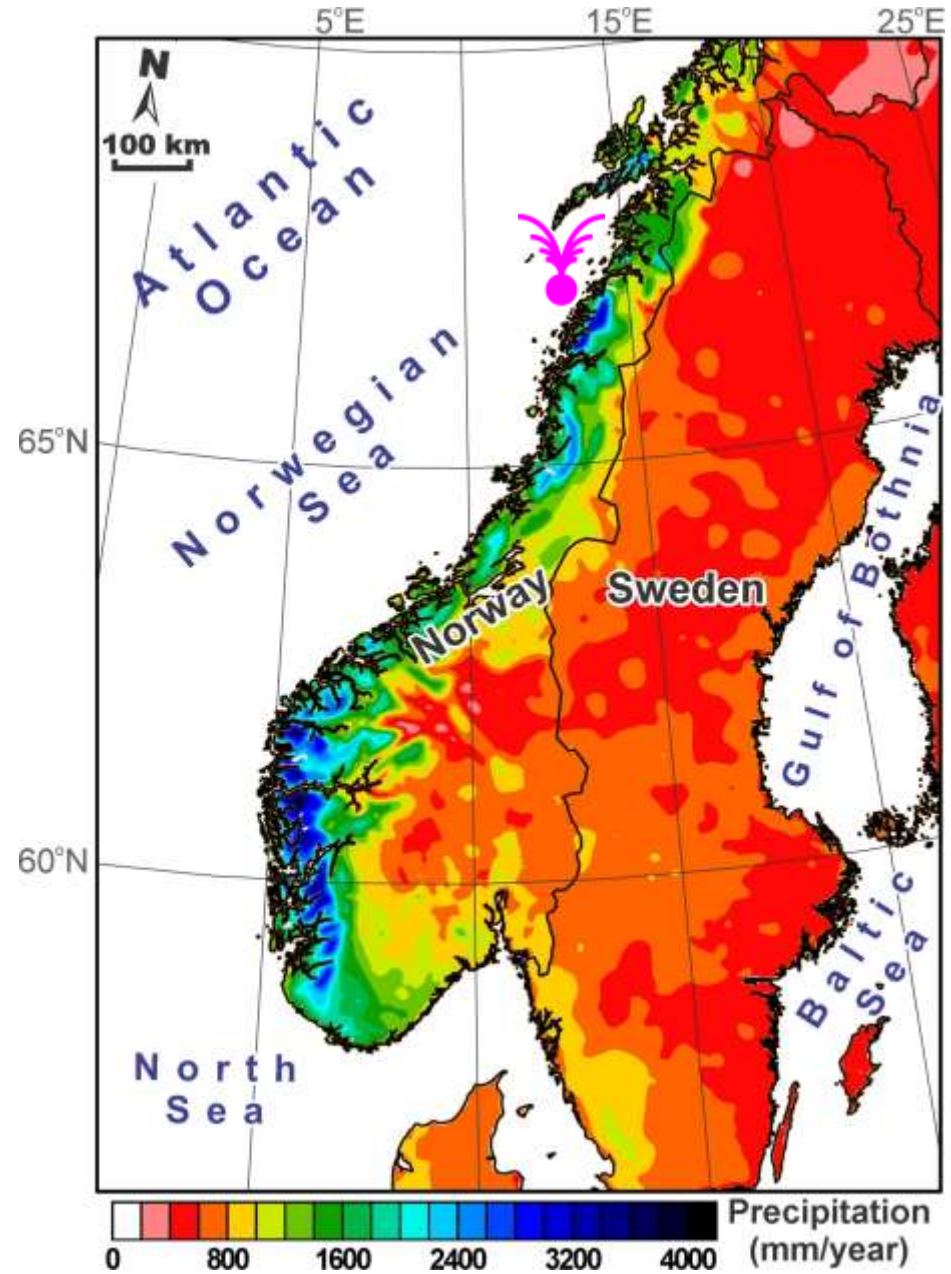 5°E 15°E 25°E
N
100 km
Atlantic
Ocean
Norwegian
Sea
65°N
Norway
Sweden
Gulf of Bothnia
60°N
Baltic
Sea
North
Sea
0 800 1600 2400 3200 4000
Precipitation
(mm/year)